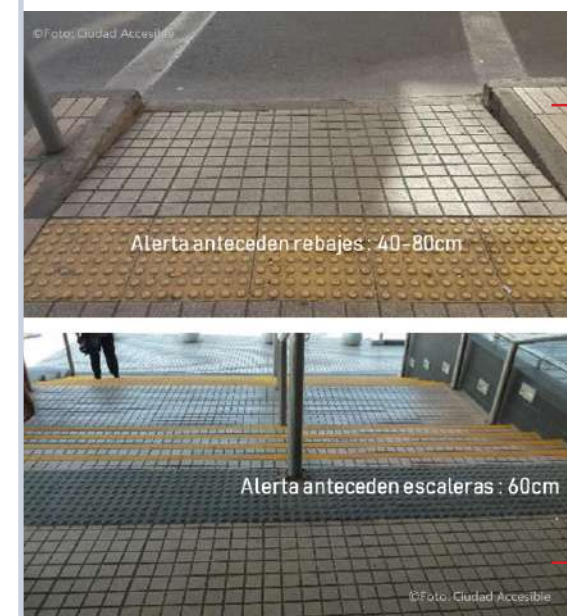 ©Foto: Ciudad Accesible
Alerta anteceden rebajes : 40-80cm
Alerta anteceden escaleras : 60cm
©Foto: Ciudad Accesible